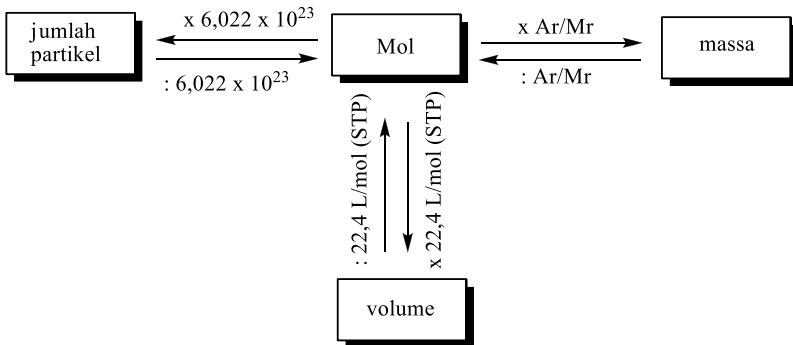 x 6,022 x 10²³
jumlah
partikel
: 6,022 x 10²³
Mol
x Ar/Mr
: Ar/Mr
massa
: 22,4 L/mol (STP)
x 22,4 L/mol (STP)
volume